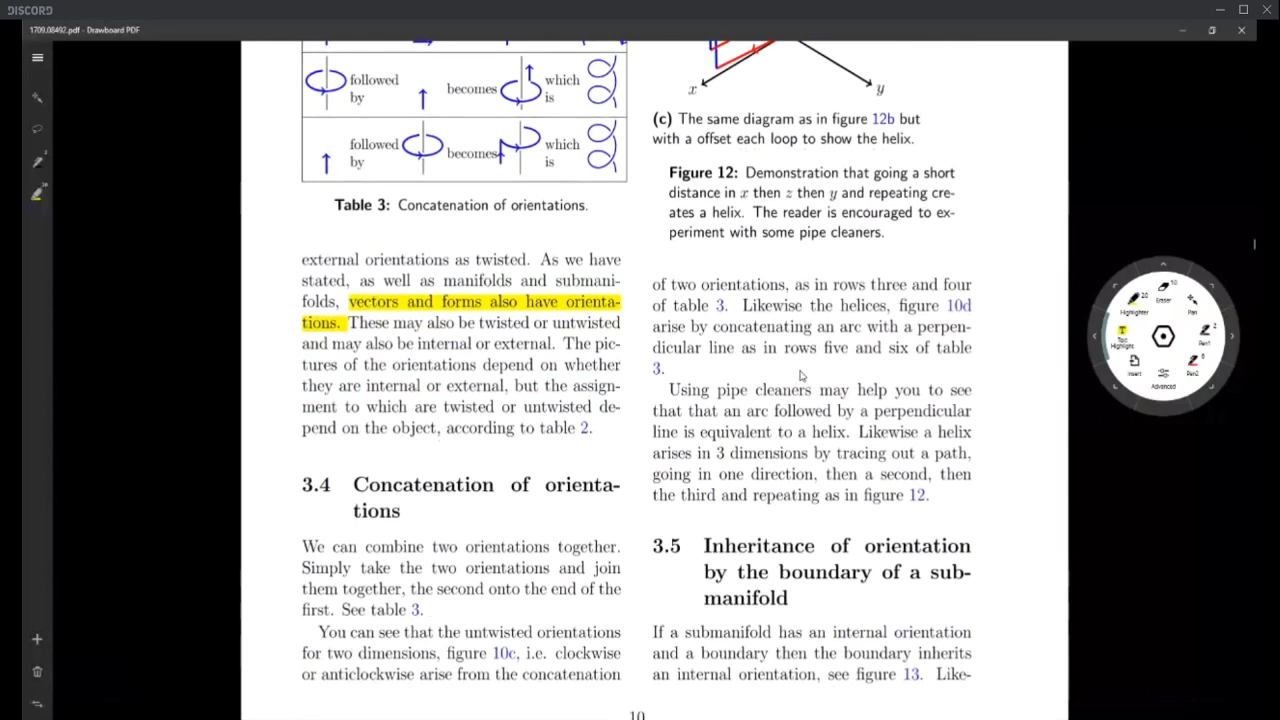 DISCORD
1709.08492.pdf - Drawboard PDF
followed by becomes which is
followed by becomes which is
Table 3: Concatenation of orientations.
external orientations as twisted. As we have
stated, as well as manifolds and submani-
folds, vectors and forms also have orienta-
tions. These may also be twisted or untwisted
and may also be internal or external. The pic-
tures of the orientations depend on whether
they are internal or external, but the assign-
ment to which are twisted or untwisted de-
pend on the object, according to table 2.
3.4 Concatenation of orienta-
tions
We can combine two orientations together.
Simply take the two orientations and join
them together, the second onto the end of the
first. See table 3.
You can see that the untwisted orientations
for two dimensions, figure 10c, i.e. clockwise
or anticlockwise arise from the concatenation
x
y
(c) The same diagram as in figure 12b but
with a offset each loop to show the helix.
Figure 12: Demonstration that going a short
distance in x then z then y and repeating cre-
ates a helix. The reader is encouraged to ex-
periment with some pipe cleaners.
of two orientations, as in rows three and four
of table 3. Likewise the helices, figure 10d
arise by concatenating an arc with a perpen-
dicular line as in rows five and six of table
3.
Using pipe cleaners may help you to see
that that an arc followed by a perpendicular
line is equivalent to a helix. Likewise a helix
arises in 3 dimensions by tracing out a path,
going in one direction, then a second, then
the third and repeating as in figure 12.
3.5 Inheritance of orientation
by the boundary of a sub-
manifold
If a submanifold has an internal orientation
and a boundary then the boundary inherits
an internal orientation, see figure 13. Like-
10
Highlighter
Eraser
Pan
Text
Highlight
Pen1
Insert
Pen2
Advanced